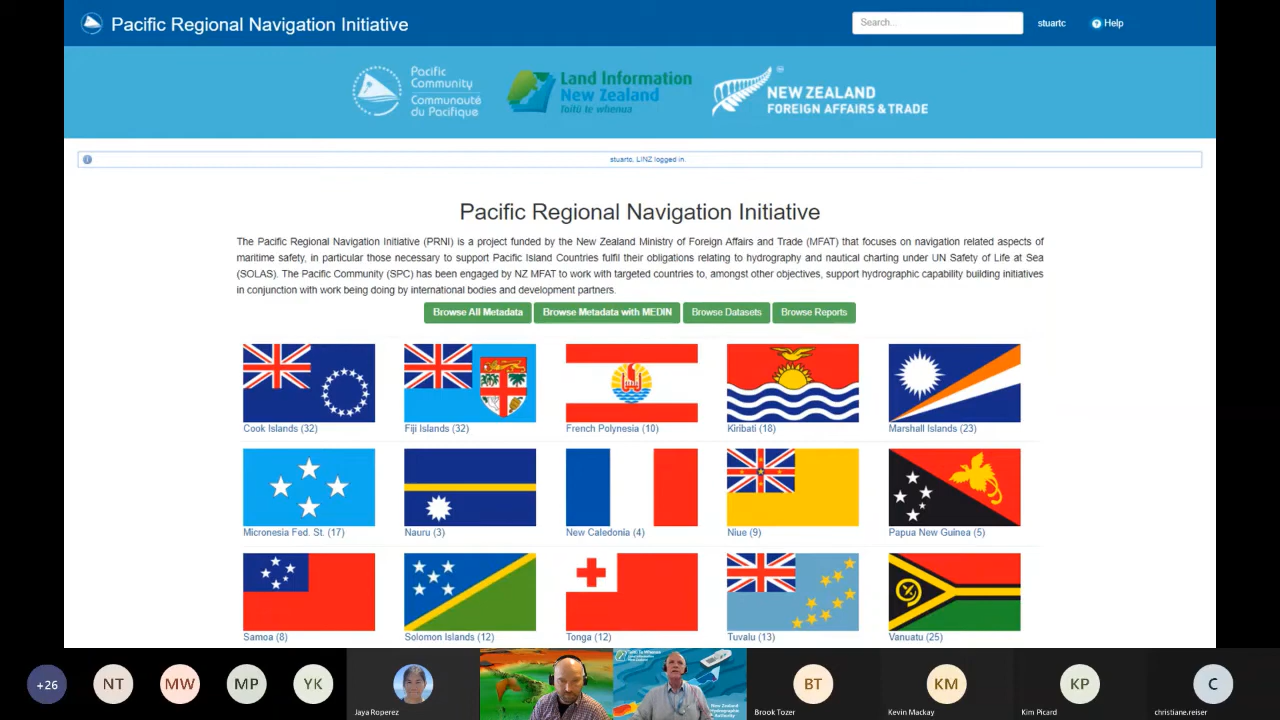 Pacific Regional Navigation Initiative
Search...
stuartc
Help
Pacific
Community
Communauté
du Pacifique
Land Information
New Zealand
Toitū te whenua
NEW ZEALAND
FOREIGN AFFAIRS & TRADE
stuartc, LINZ logged in.
Pacific Regional Navigation Initiative
The Pacific Regional Navigation Initiative (PRNI) is a project funded by the New Zealand Ministry of Foreign Affairs and Trade (MFAT) that focuses on navigation related aspects of
maritime safety, in particular those necessary to support Pacific Island Countries fulfil their obligations relating to hydrography and nautical charting under UN Safety of Life at Sea
(SOLAS). The Pacific Community (SPC) has been engaged by NZ MFAT to work with targeted countries to, amongst other objectives, support hydrographic capability building initiatives
in conjunction with work being doing by international bodies and development partners.
Browse All Metadata
Browse Metadata with MEDIN
Browse Datasets
Browse Reports
Cook Islands (32)
Fiji Islands (32)
French Polynesia (10)
Kiribati (18)
Marshall Islands (23)
Micronesia Fed. St. (17)
Nauru (3)
New Caledonia (4)
Niue (9)
Papua New Guinea (5)
Samoa (8)
Solomon Islands (12)
Tonga (12)
Tuvalu (13)
Vanuatu (25)
+26
NT
MW
MP
YK
Jaya Roperez
New Zealand
Hydrographic
Authority
BT
Brook Tozer
KM
Kevin Mackay
KP
Kim Picard
C
christiane.reiser